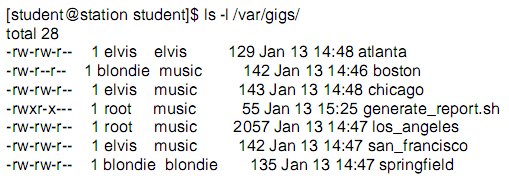 [student@station student]$ ls -l /var/gigs/
total 28
-rw-rw-r-- 1 elvis elvis 129 Jan 13 14:48 atlanta
-rw-r--r-- 1 blondie music 142 Jan 13 14:46 boston
-rw-rw-r-- 1 elvis music 143 Jan 13 14:48 chicago
-rwxr-x--- 1 root music 55 Jan 13 15:25 generate_report.sh
-rw-rw-r-- 1 root music 2057 Jan 13 14:47 los_angeles
-rw-rw-r-- 1 elvis music 142 Jan 13 14:47 san_francisco
-rw-rw-r-- 1 blondie blondie 135 Jan 13 14:47 springfield